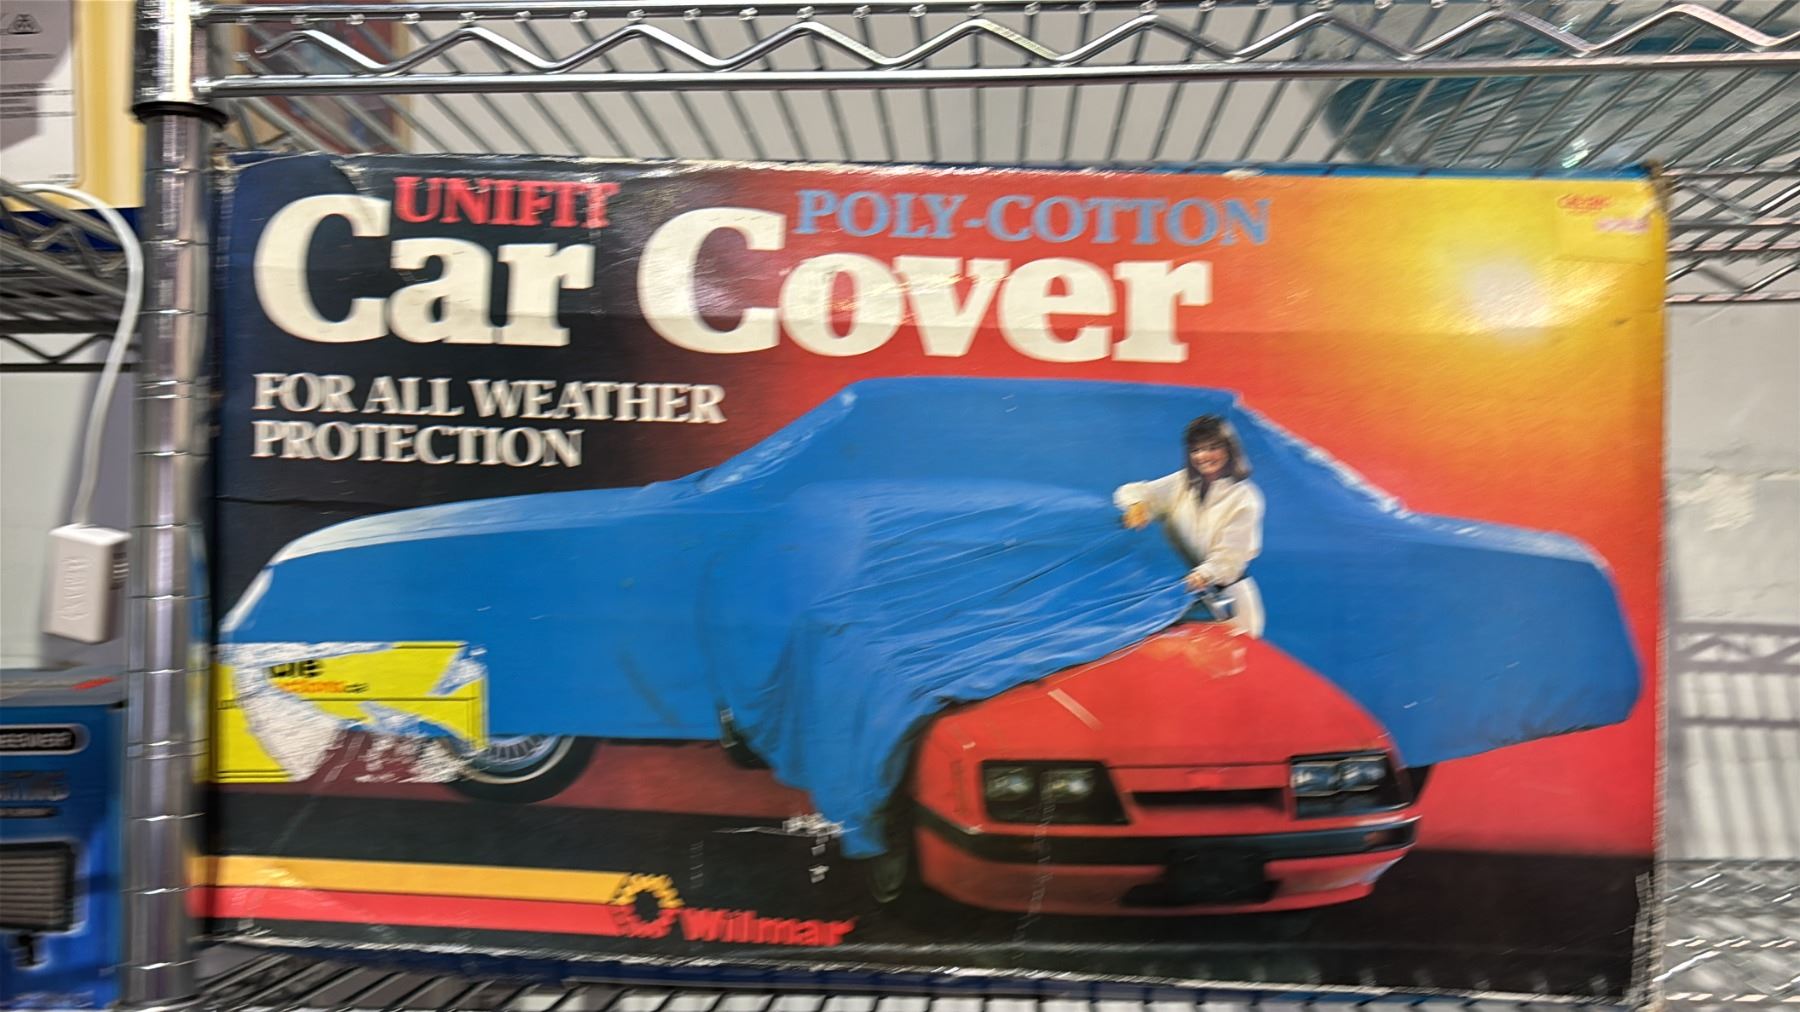 UNIFIT
POLY-COTTON
Car Cover
FOR ALL WEATHER
PROTECTION
Wilmar